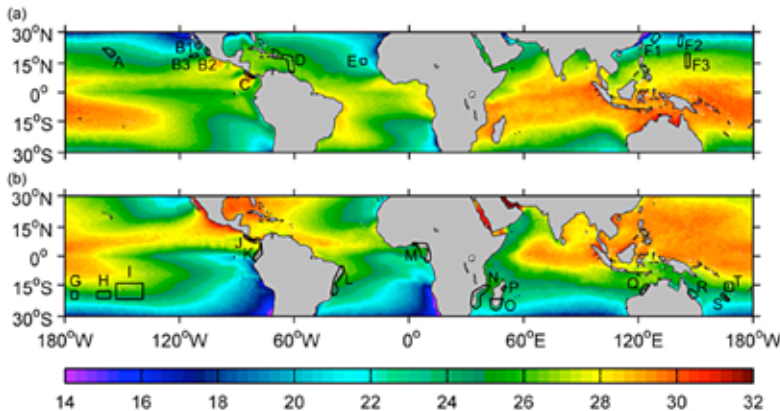 (a)
30°N
15°N
0°
15°S
30°S
A
B1
B3
B2
C
D
E
F1
F2
F3
(b)
30°N
15°N
0°
15°S
30°S
G
H
I
J
K
L
M
N
P
O
Q
R
S
T
180°W 120°W 60°W 0° 60°E 120°E 180°W
14 16 18 20 22 24 26 28 30 32